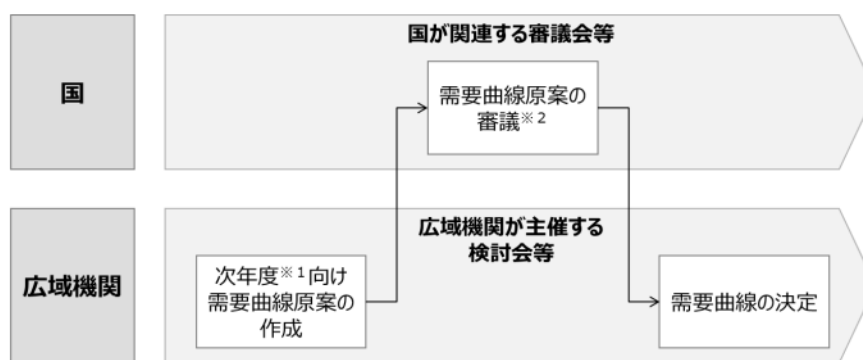 国が関連する審議会等
国
需要曲線原案の
審議※2
広域機関が主催する
検討会等
広域機関
次年度※1向け
需要曲線原案の
作成
需要曲線の決定